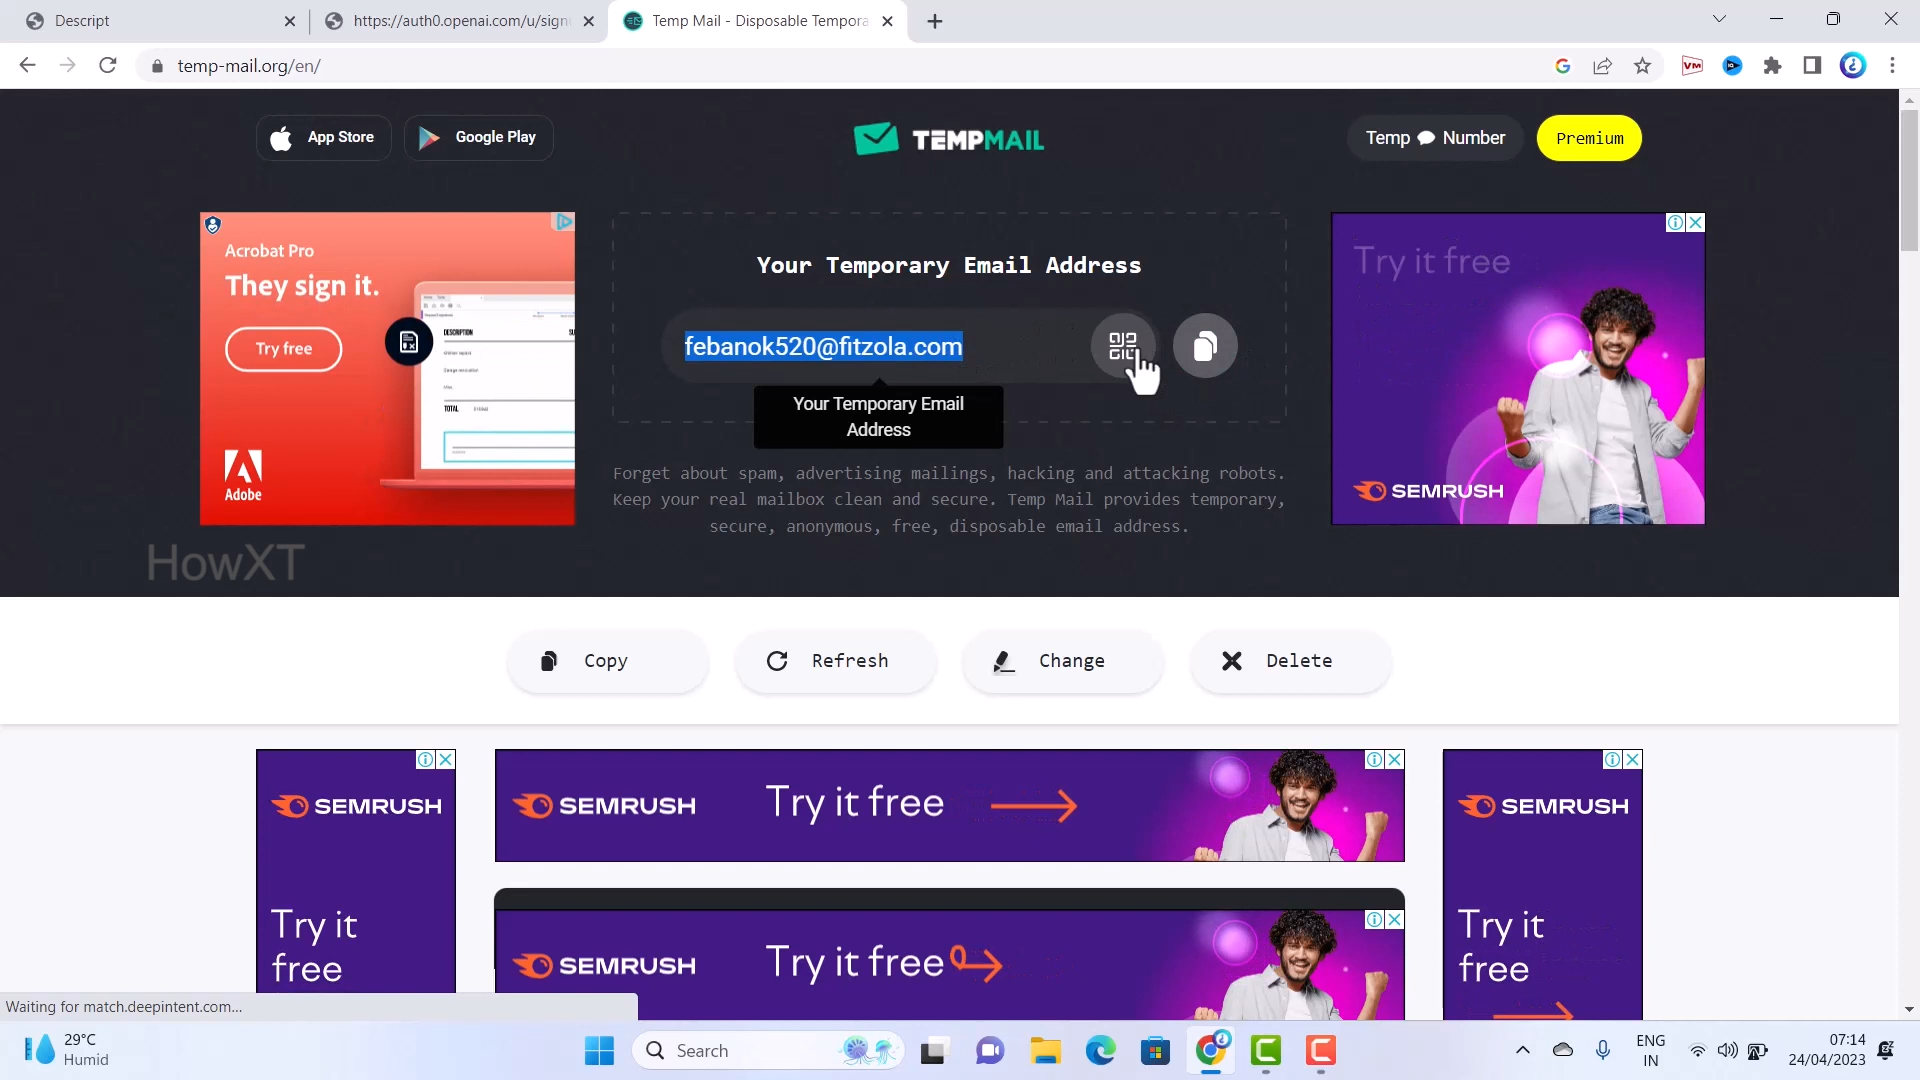 Descript
https://auth0.openai.com/u/sign
Temp Mail - Disposable Tempora
temp-mail.org/en/
App Store
Google Play
TEMPMAIL
Temp Number
Premium
Acrobat Pro
They sign it.
Try free
DESCRIPTION
TOTAL
Adobe
Your Temporary Email Address
febanok520@fitzola.com
Your Temporary Email
Address
Forget about spam, advertising mailings, hacking and attacking robots.
Keep your real mailbox clean and secure. Temp Mail provides temporary,
secure, anonymous, free, disposable email address.
Try it free
SEMRUSH
HowXT
Copy
Refresh
Change
Delete
SEMRUSH
Try it
free
SEMRUSH
Try it free
SEMRUSH
Try it free
SEMRUSH
Try it
free
Waiting for match.deepintent.com...
29°C
Humid
Search
ENG
IN
07:14
24/04/2023